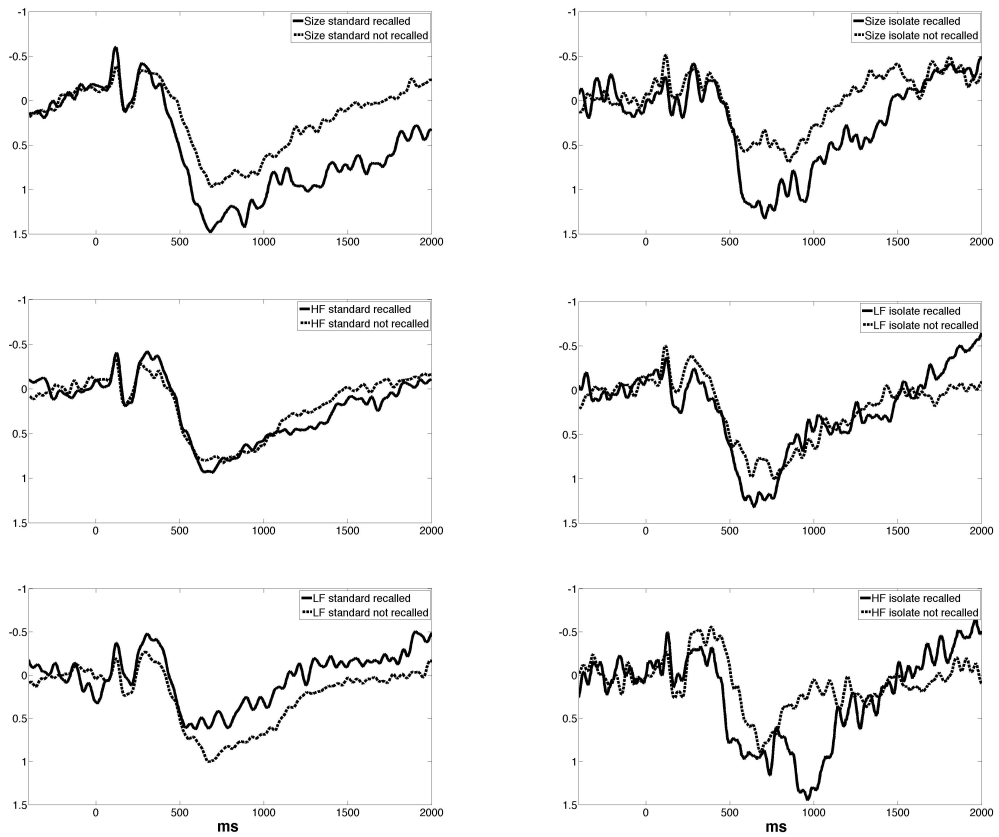 -1
Size standard recalled
Size standard not recalled
-0.5
0
0.5
1
1.5
0 500 1000 1500 2000
-1
Size isolate recalled
Size isolate not recalled
-0.5
0
0.5
1
1.5
0 500 1000 1500 2000
-1
HF standard recalled
HF standard not recalled
-0.5
0
0.5
1
1.5
0 500 1000 1500 2000
-1
LF isolate recalled
LF isolate not recalled
-0.5
0
0.5
1
1.5
0 500 1000 1500 2000
-1
LF standard recalled
LF standard not recalled
-0.5
0
0.5
1
1.5
0 500 1000 1500 2000
ms
-1
HF isolate recalled
HF isolate not recalled
-0.5
0
0.5
1
1.5
0 500 1000 1500 2000
ms